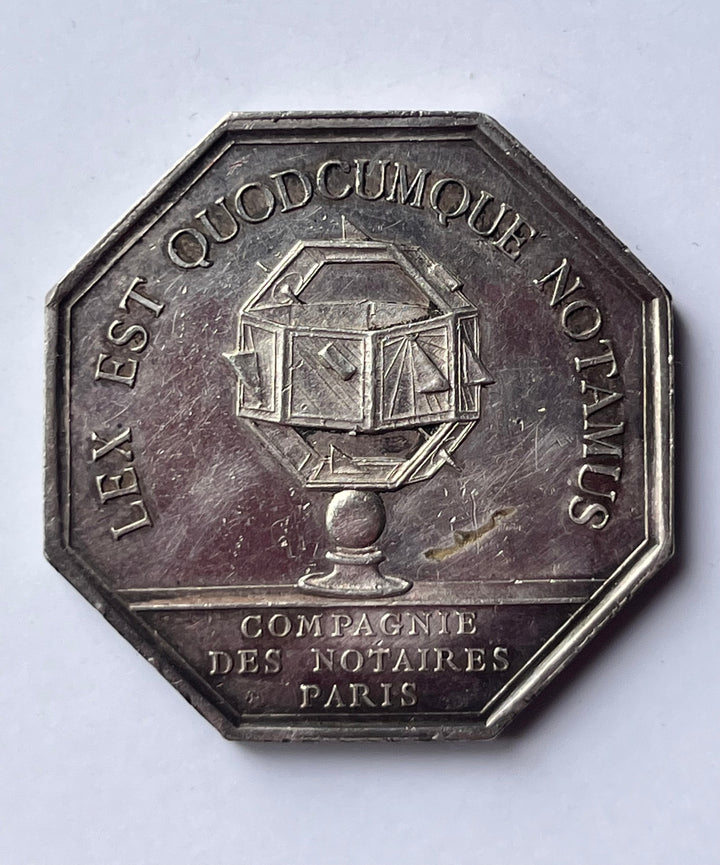 LEX EST QUODCUMQUE NOTAMUS
COMPAGNIE
DES NOTAIRES
PARIS